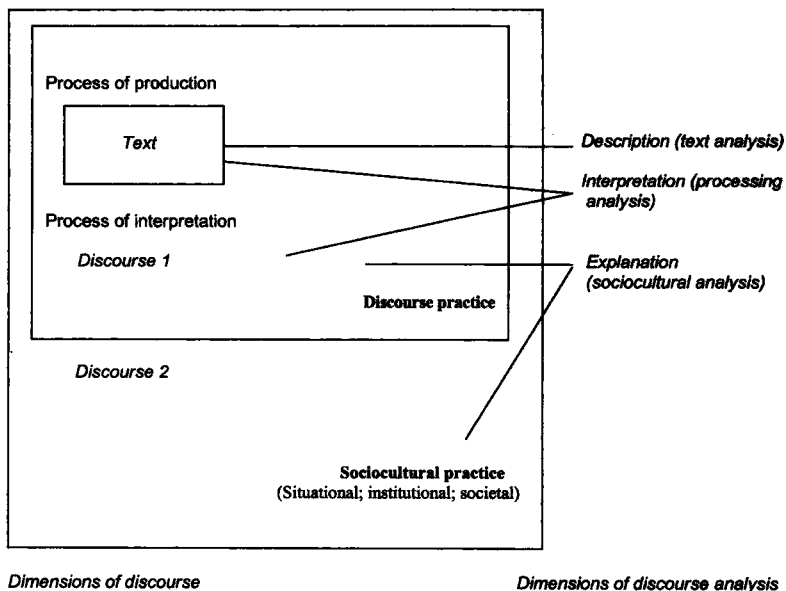 Process of production
Text
Description (text analysis)
Interpretation (processing
analysis)
Process of interpretation
Discourse 1
Explanation
(sociocultural analysis)
Discourse practice
Discourse 2
Sociocultural practice
(Situational; institutional; societal)
Dimensions of discourse
Dimensions of discourse analysis